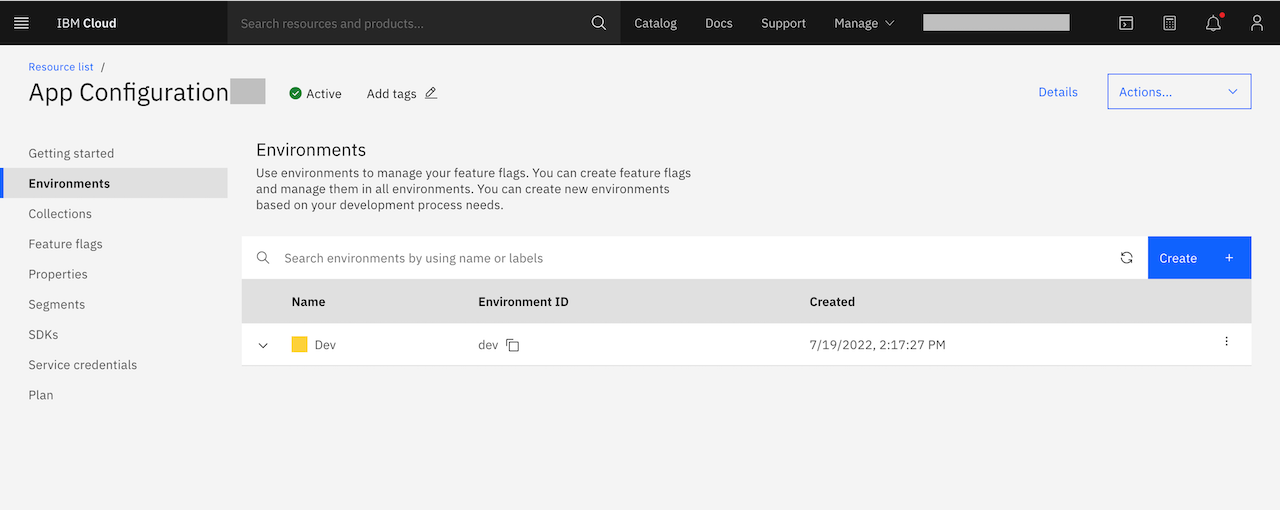 IBM Cloud
Search resources and products...
Catalog
Docs
Support
Manage
Resource list /
App Configuration
Active
Add tags
Details
Actions...
Getting started
Environments
Collections
Feature flags
Properties
Segments
SDKs
Service credentials
Plan
Environments
Use environments to manage your feature flags. You can create feature flags
and manage them in all environments. You can create new environments
based on your development process needs.
Search environments by using name or labels
Create +
Name Environment ID Created
Dev dev 7/19/2022, 2:17:27 PM